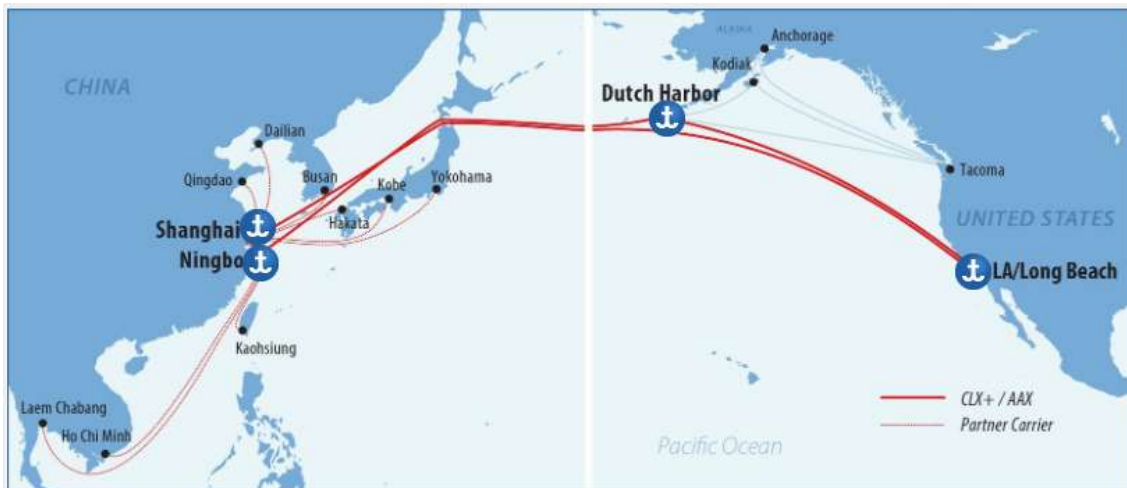 ALASKA
Anchorage
Kodiak
CHINA
Dutch Harbor
Dailian
Qingdao
Busan
Kobe
Yokohama
Tacoma
Hakata
Shanghai
UNITED STATES
Ningbo
LA/Long Beach
Kaohsiung
CLX+ / AAX
Laem Chabang
Partner Carrier
Ho Chi Minh
Pacific Ocean